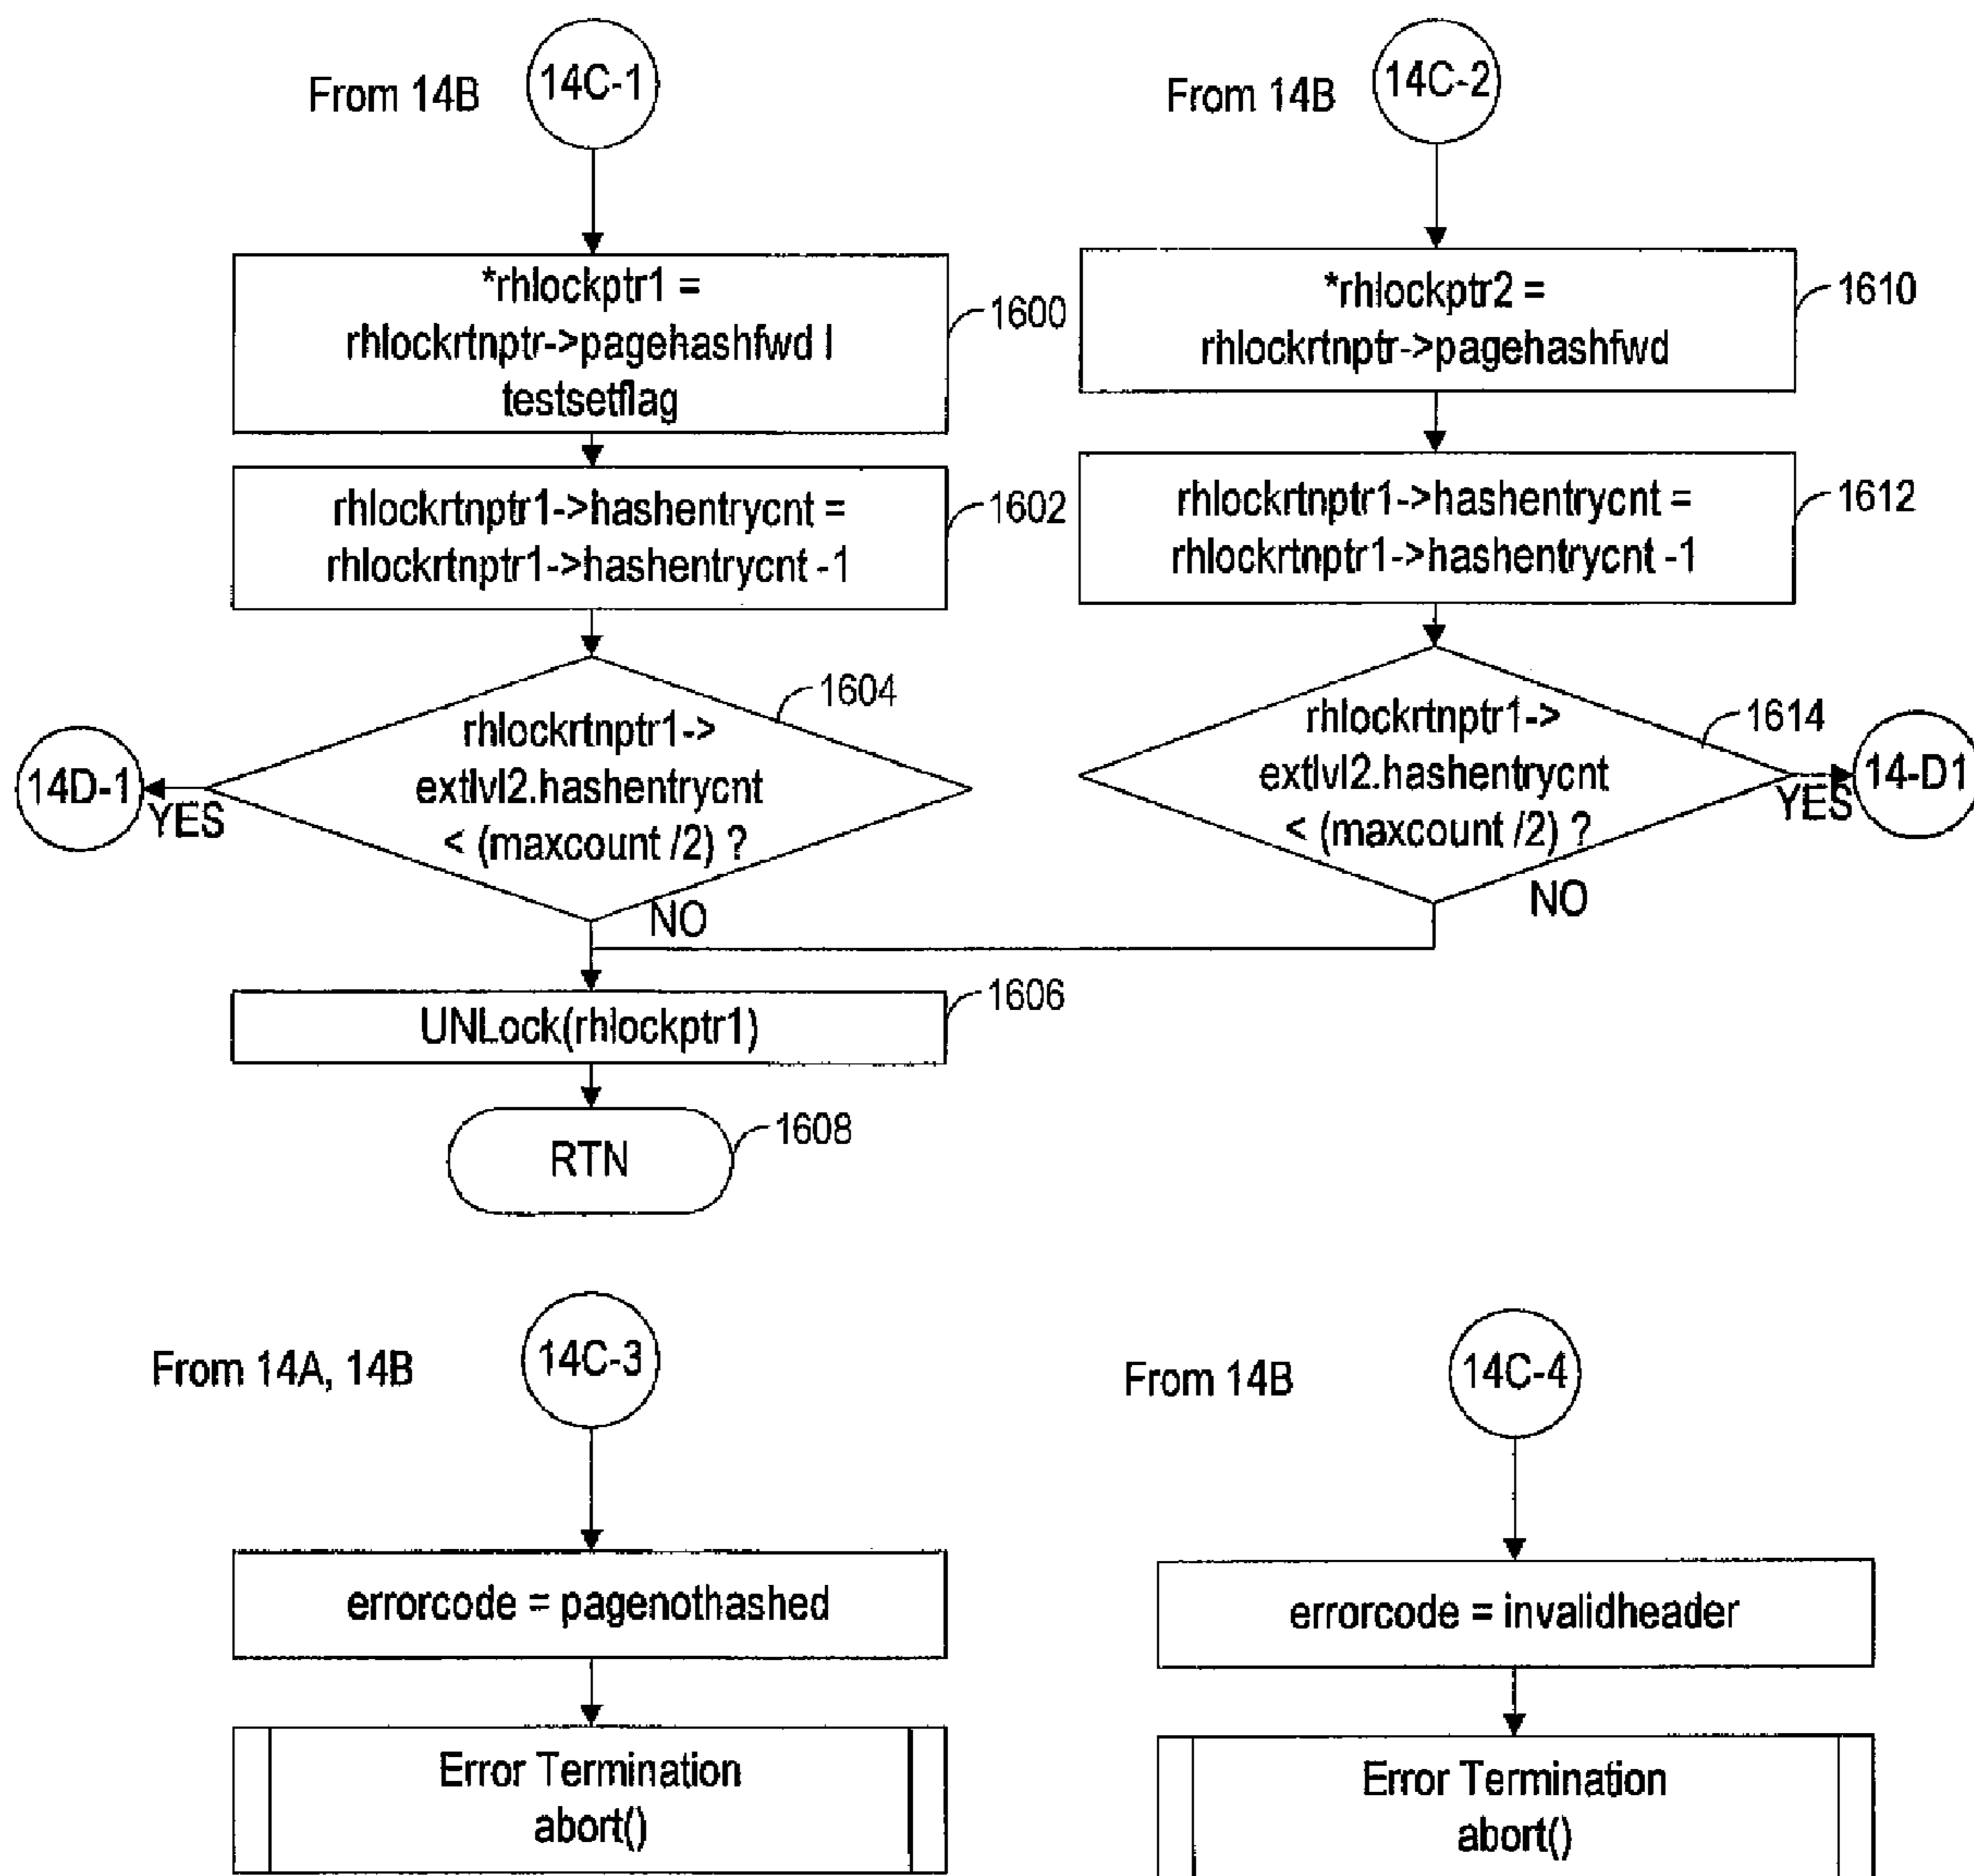 From 14B
14C-1
*rhlockptr1 =
rhlockrtnptr->pagehashfwd I
testsetflag
1600
rhlockrtnptr1->hashentrycnt =
rhlockrtnptr1->hashentrycnt -1
1602
rhlockrtnptr1->
extlvl2.hashentrycnt
< (maxcount /2) ?
1604
14D-1
YES
NO
UNLock(rhlockptr1)
1606
RTN
1608
From 14B
14C-2
*rhlockptr2 =
rhlockrtnptr->pagehashfwd
1610
rhlockrtnptr1->hashentrycnt =
rhlockrtnptr1->hashentrycnt -1
1612
rhlockrtnptr1->
extlvl2.hashentrycnt
< (maxcount /2) ?
1614
14-D1
YES
NO
From 14A, 14B
14C-3
errorcode = pagenothashed
Error Termination
abort()
From 14B
14C-4
errorcode = invalidheader
Error Termination
abort()